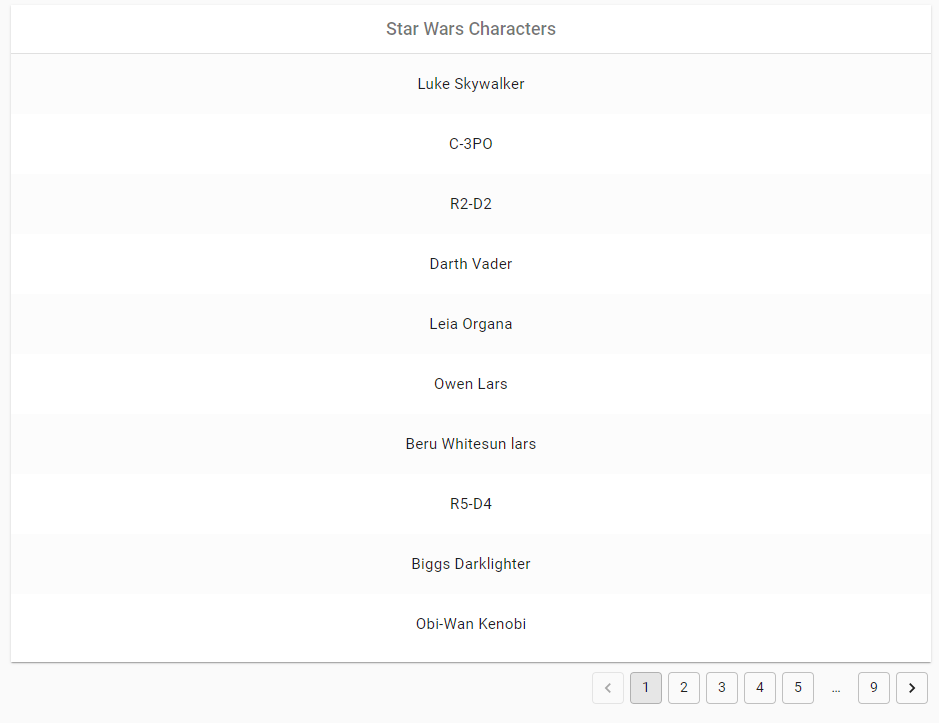 Star Wars Characters
Luke Skywalker
C-3PO
R2-D2
Darth Vader
Leia Organa
Owen Lars
Beru Whitesun lars
R5-D4
Biggs Darklighter
Obi-Wan Kenobi
< 1 2 3 4 5 ... 9 >